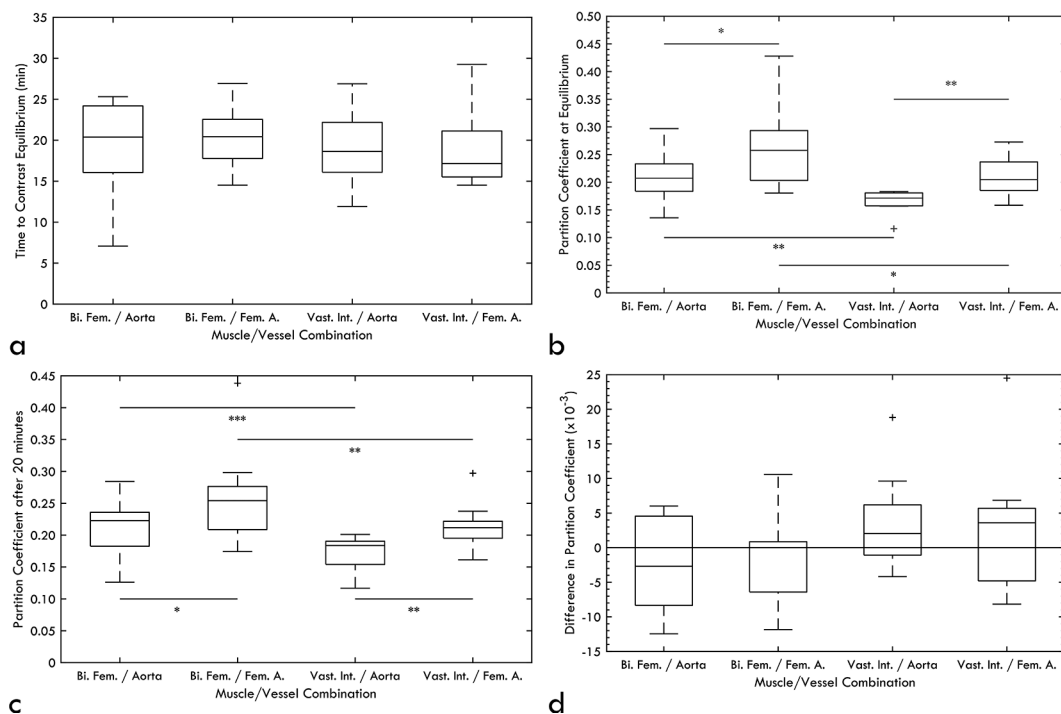 35
30
25
20
15
10
5
0
Time to Contrast Equilibrium (min)
Bi. Fem. / Aorta Bi. Fem. / Fem. A. Vast. Int. / Aorta Vast. Int. / Fem. A.
Muscle/Vessel Combination
a
0.50
0.45
0.40
0.35
0.30
0.25
0.20
0.15
0.10
0.05
0.00
Partition Coefficient at Equilibrium
*
**
**
*
Bi. Fem. / Aorta Bi. Fem. / Fem. A. Vast. Int. / Aorta Vast. Int. / Fem. A.
Muscle/Vessel Combination
b
0.45
0.40
0.35
0.30
0.25
0.20
0.15
0.10
0.05
0
Partition Coefficient after 20 minutes
***
**
*
**
Bi. Fem. / Aorta Bi. Fem. / Fem. A. Vast. Int. / Aorta Vast. Int. / Fem. A.
Muscle/Vessel Combination
c
25
20
15
10
5
0
-5
-10
-15
Difference in Partition Coefficient (x10⁻³)
Bi. Fem. / Aorta Bi. Fem. / Fem. A. Vast. Int. / Aorta Vast. Int. / Fem. A.
Muscle/Vessel Combination
d